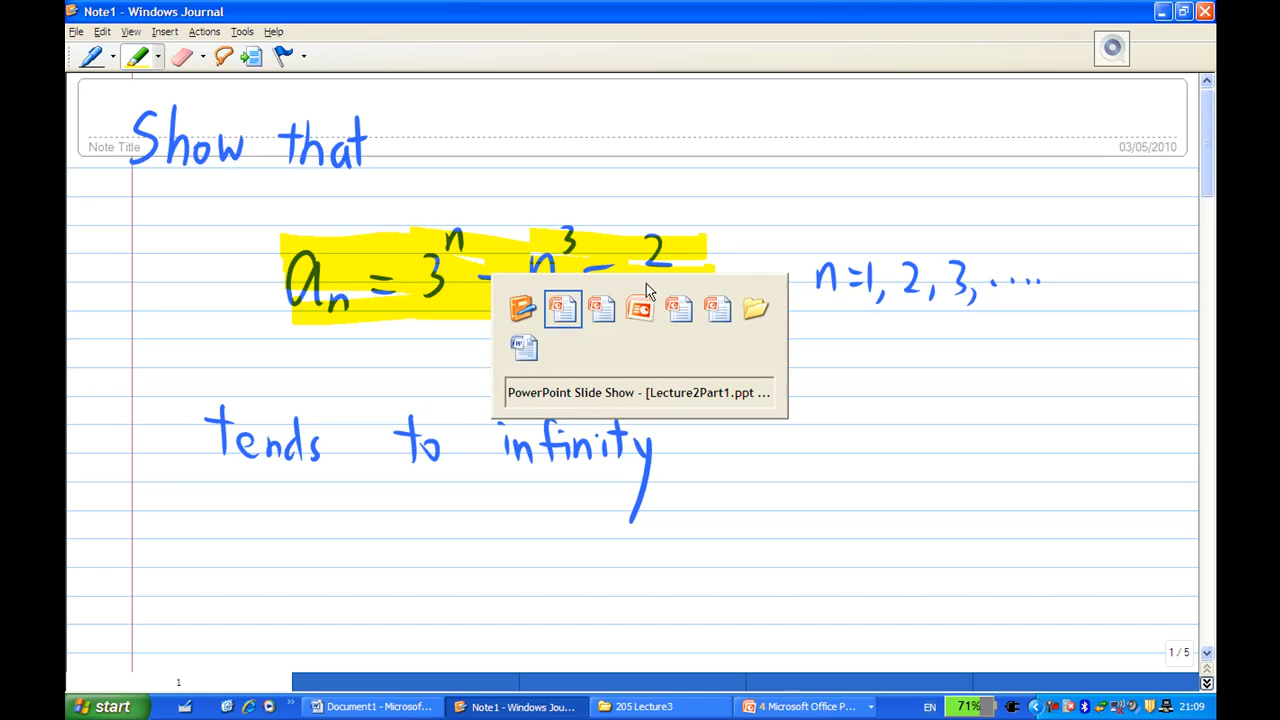 Note1 - Windows Journal
File Edit View Insert Actions Tools Help
Show that
Note Title
03/05/2010
aₙ = 3ⁿ - n³ - 2
n=1, 2, 3, ....
PowerPoint Slide Show - [Lecture2Part1.ppt ...
tends to infinity
1 / 5
1
start Document1 - Microsof... Note1 - Windows Jou... 205 Lecture3 4 Microsoft Office P... EN 71% 21:09